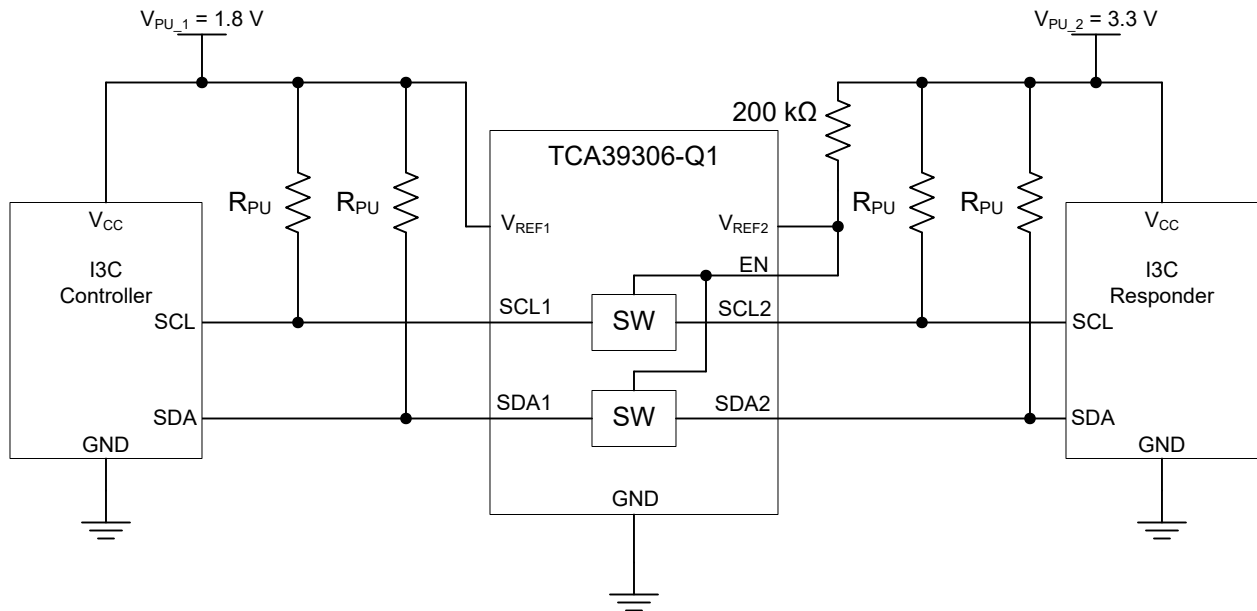 V_PU_1 = 1.8 V
V_PU_2 = 3.3 V
200 kΩ
TCA39306-Q1
R_PU
R_PU
R_PU
R_PU
V_CC
V_REF1
V_REF2
V_CC
I3C
Controller
EN
I3C
Responder
SCL
SCL1
SW
SCL2
SCL
SDA
SDA1
SW
SDA2
SDA
GND
GND
GND